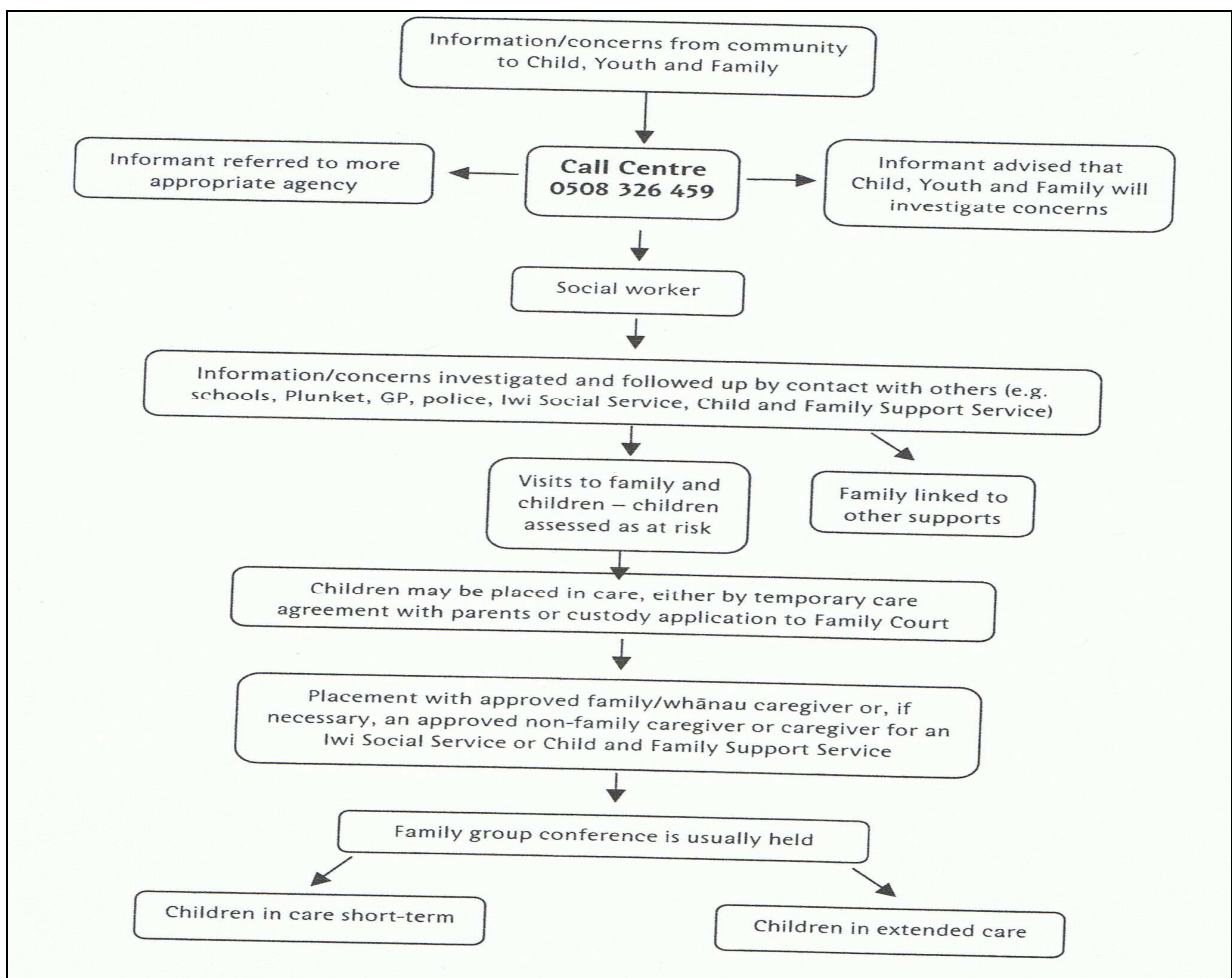 Information/concerns from community
to Child, Youth and Family
Informant referred to more
appropriate agency
Call Centre
0508 326 459
Informant advised that
Child, Youth and Family will
investigate concerns
Social worker
Information/concerns investigated and followed up by contact with others (e.g.
schools, Plunket, GP, police, Iwi Social Service, Child and Family Support Service)
Visits to family and
children – children
assessed as at risk
Family linked to
other supports
Children may be placed in care, either by temporary care
agreement with parents or custody application to Family Court
Placement with approved family/whānau caregiver or, if
necessary, an approved non-family caregiver or caregiver for an
Iwi Social Service or Child and Family Support Service
Family group conference is usually held
Children in care short-term
Children in extended care